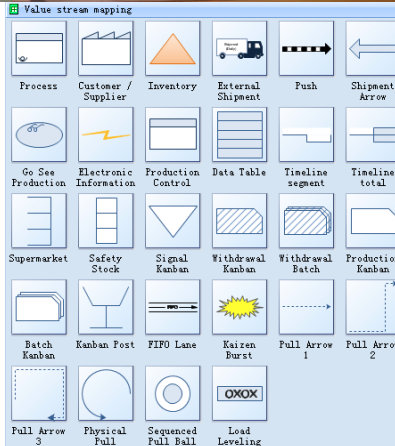 Value stream mapping
Process
Customer / Supplier
Inventory
External Shipment
Push
Shipment Arrow
Go See Production
Electronic Information
Production Control
Data Table
Timeline segment
Timeline total
Supermarket
Safety Stock
Signal Kanban
Withdrawal Kanban
Withdrawal Batch
Production Kanban
Batch Kanban
Kanban Post
FIFO
FIFO Lane
Kaizen Burst
Pull Arrow 1
Pull Arrow 2
Pull Arrow 3
Physical Pull
Sequenced Pull Ball
OXOX
Load Leveling